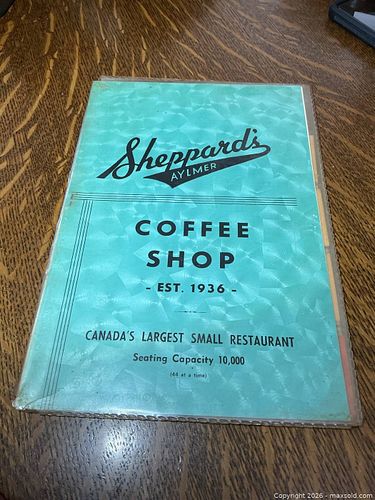 Sheppard's
AYLMER
COFFEE
SHOP
- EST. 1936 -
CANADA'S LARGEST SMALL RESTAURANT
Seating Capacity 10,000
(44 at a time)
Copyright 2026 - maxsold.com